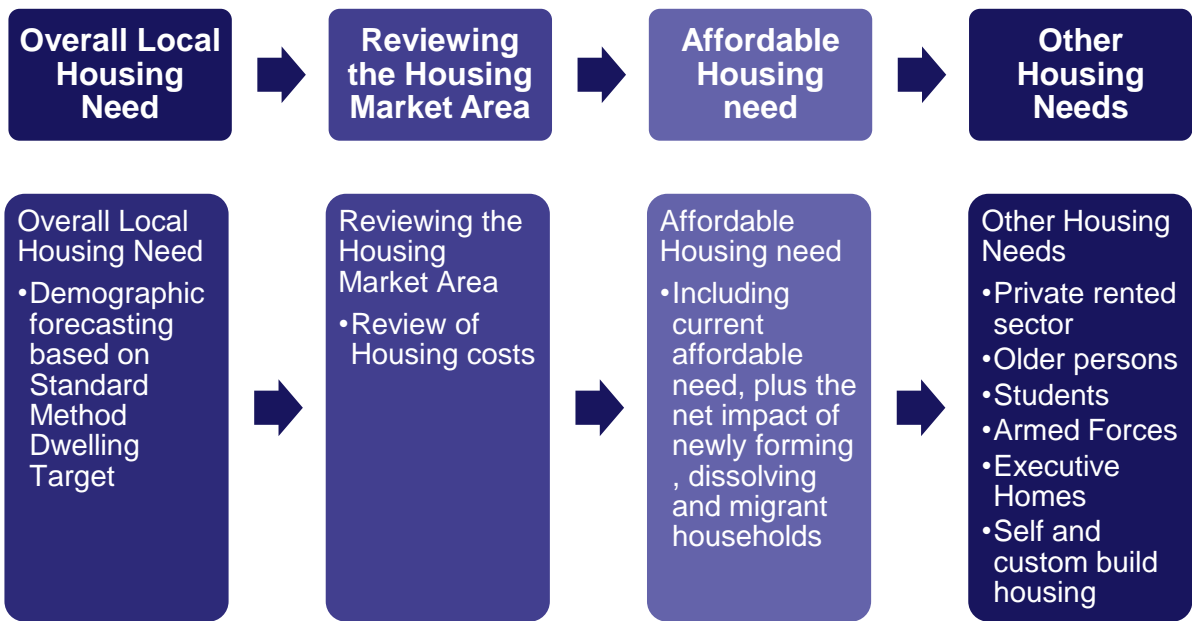 Overall Local
Housing
Need
Reviewing
the Housing
Market Area
Affordable
Housing
need
Other
Housing
Needs
Overall Local
Housing Need
•Demographic
forecasting
based on
Standard
Method
Dwelling
Target
Reviewing the
Housing
Market Area
•Review of
Housing costs
Affordable
Housing need
•Including
current
affordable
need, plus the
net impact of
newly forming
, dissolving
and migrant
households
Other Housing
Needs
•Private rented
sector
•Older persons
•Students
•Armed Forces
•Executive
Homes
•Self and
custom build
housing